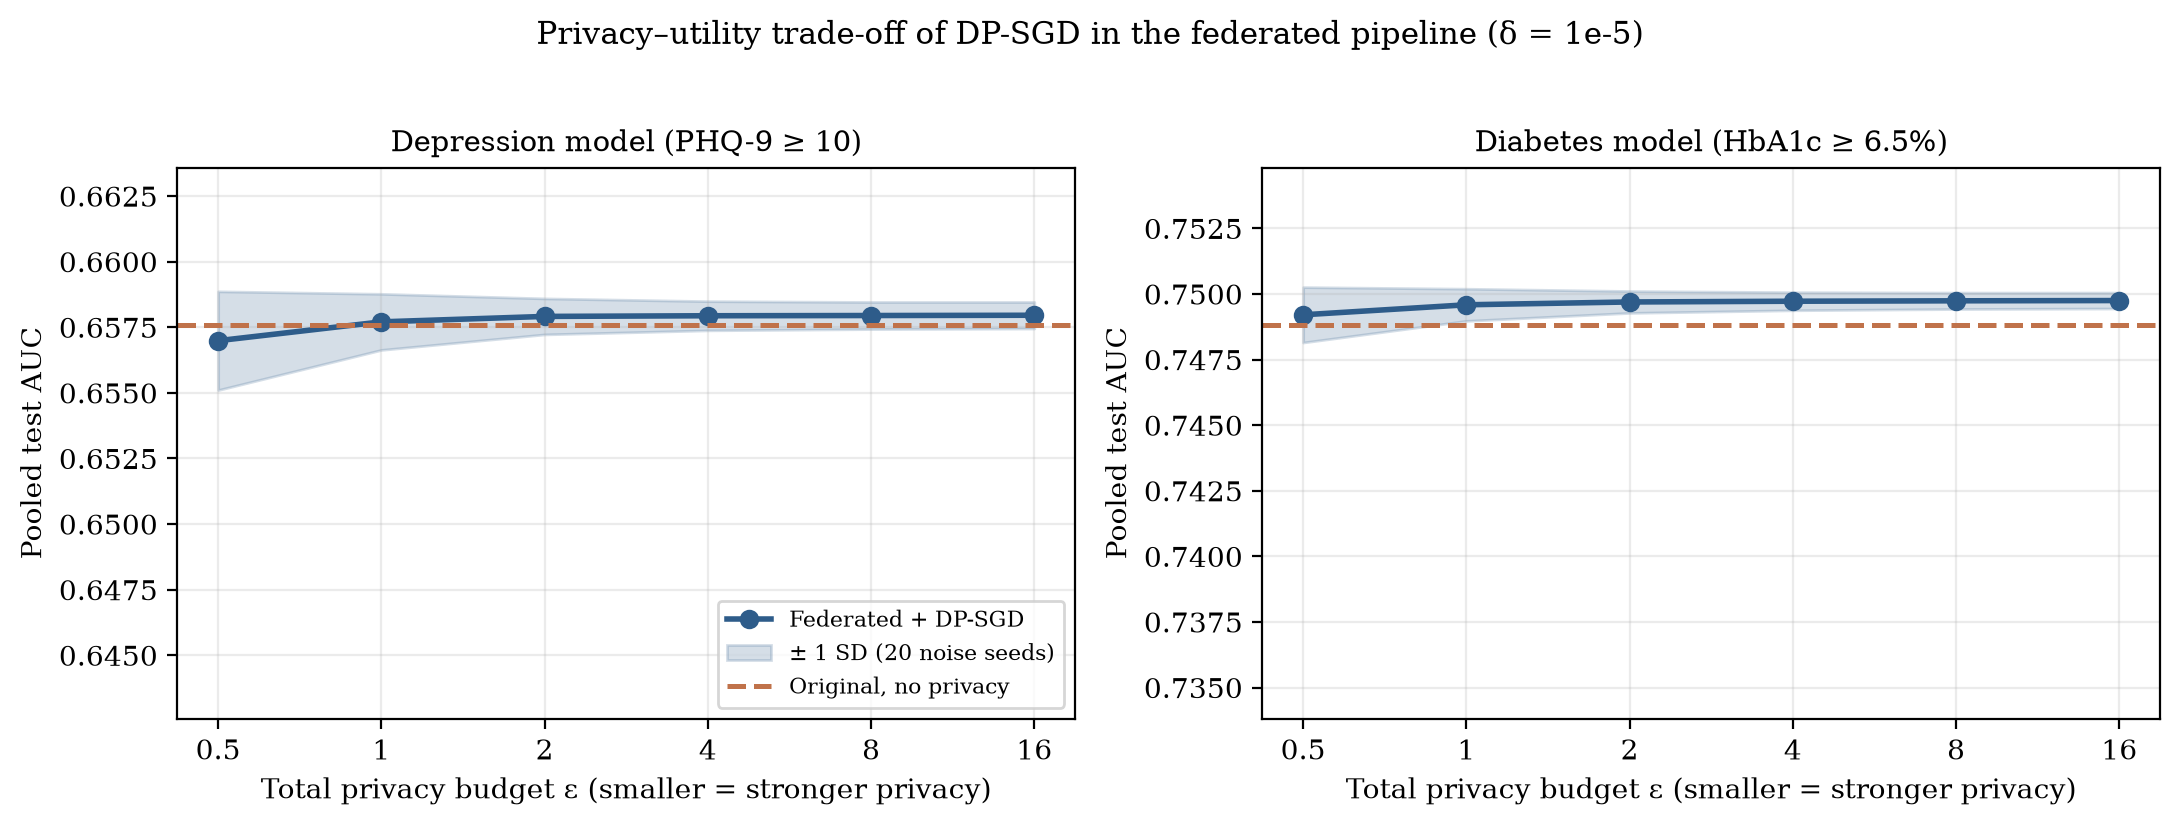 Privacy–utility trade-off of DP-SGD in the federated pipeline (δ = 1e-5)
Depression model (PHQ-9 ≥ 10)
Pooled test AUC
0.6625
0.6600
0.6575
0.6550
0.6525
0.6500
0.6475
0.6450
Federated + DP-SGD
± 1 SD (20 noise seeds)
Original, no privacy
0.5 1 2 4 8 16
Total privacy budget ε (smaller = stronger privacy)
Diabetes model (HbA1c ≥ 6.5%)
Pooled test AUC
0.7525
0.7500
0.7475
0.7450
0.7425
0.7400
0.7375
0.7350
0.5 1 2 4 8 16
Total privacy budget ε (smaller = stronger privacy)